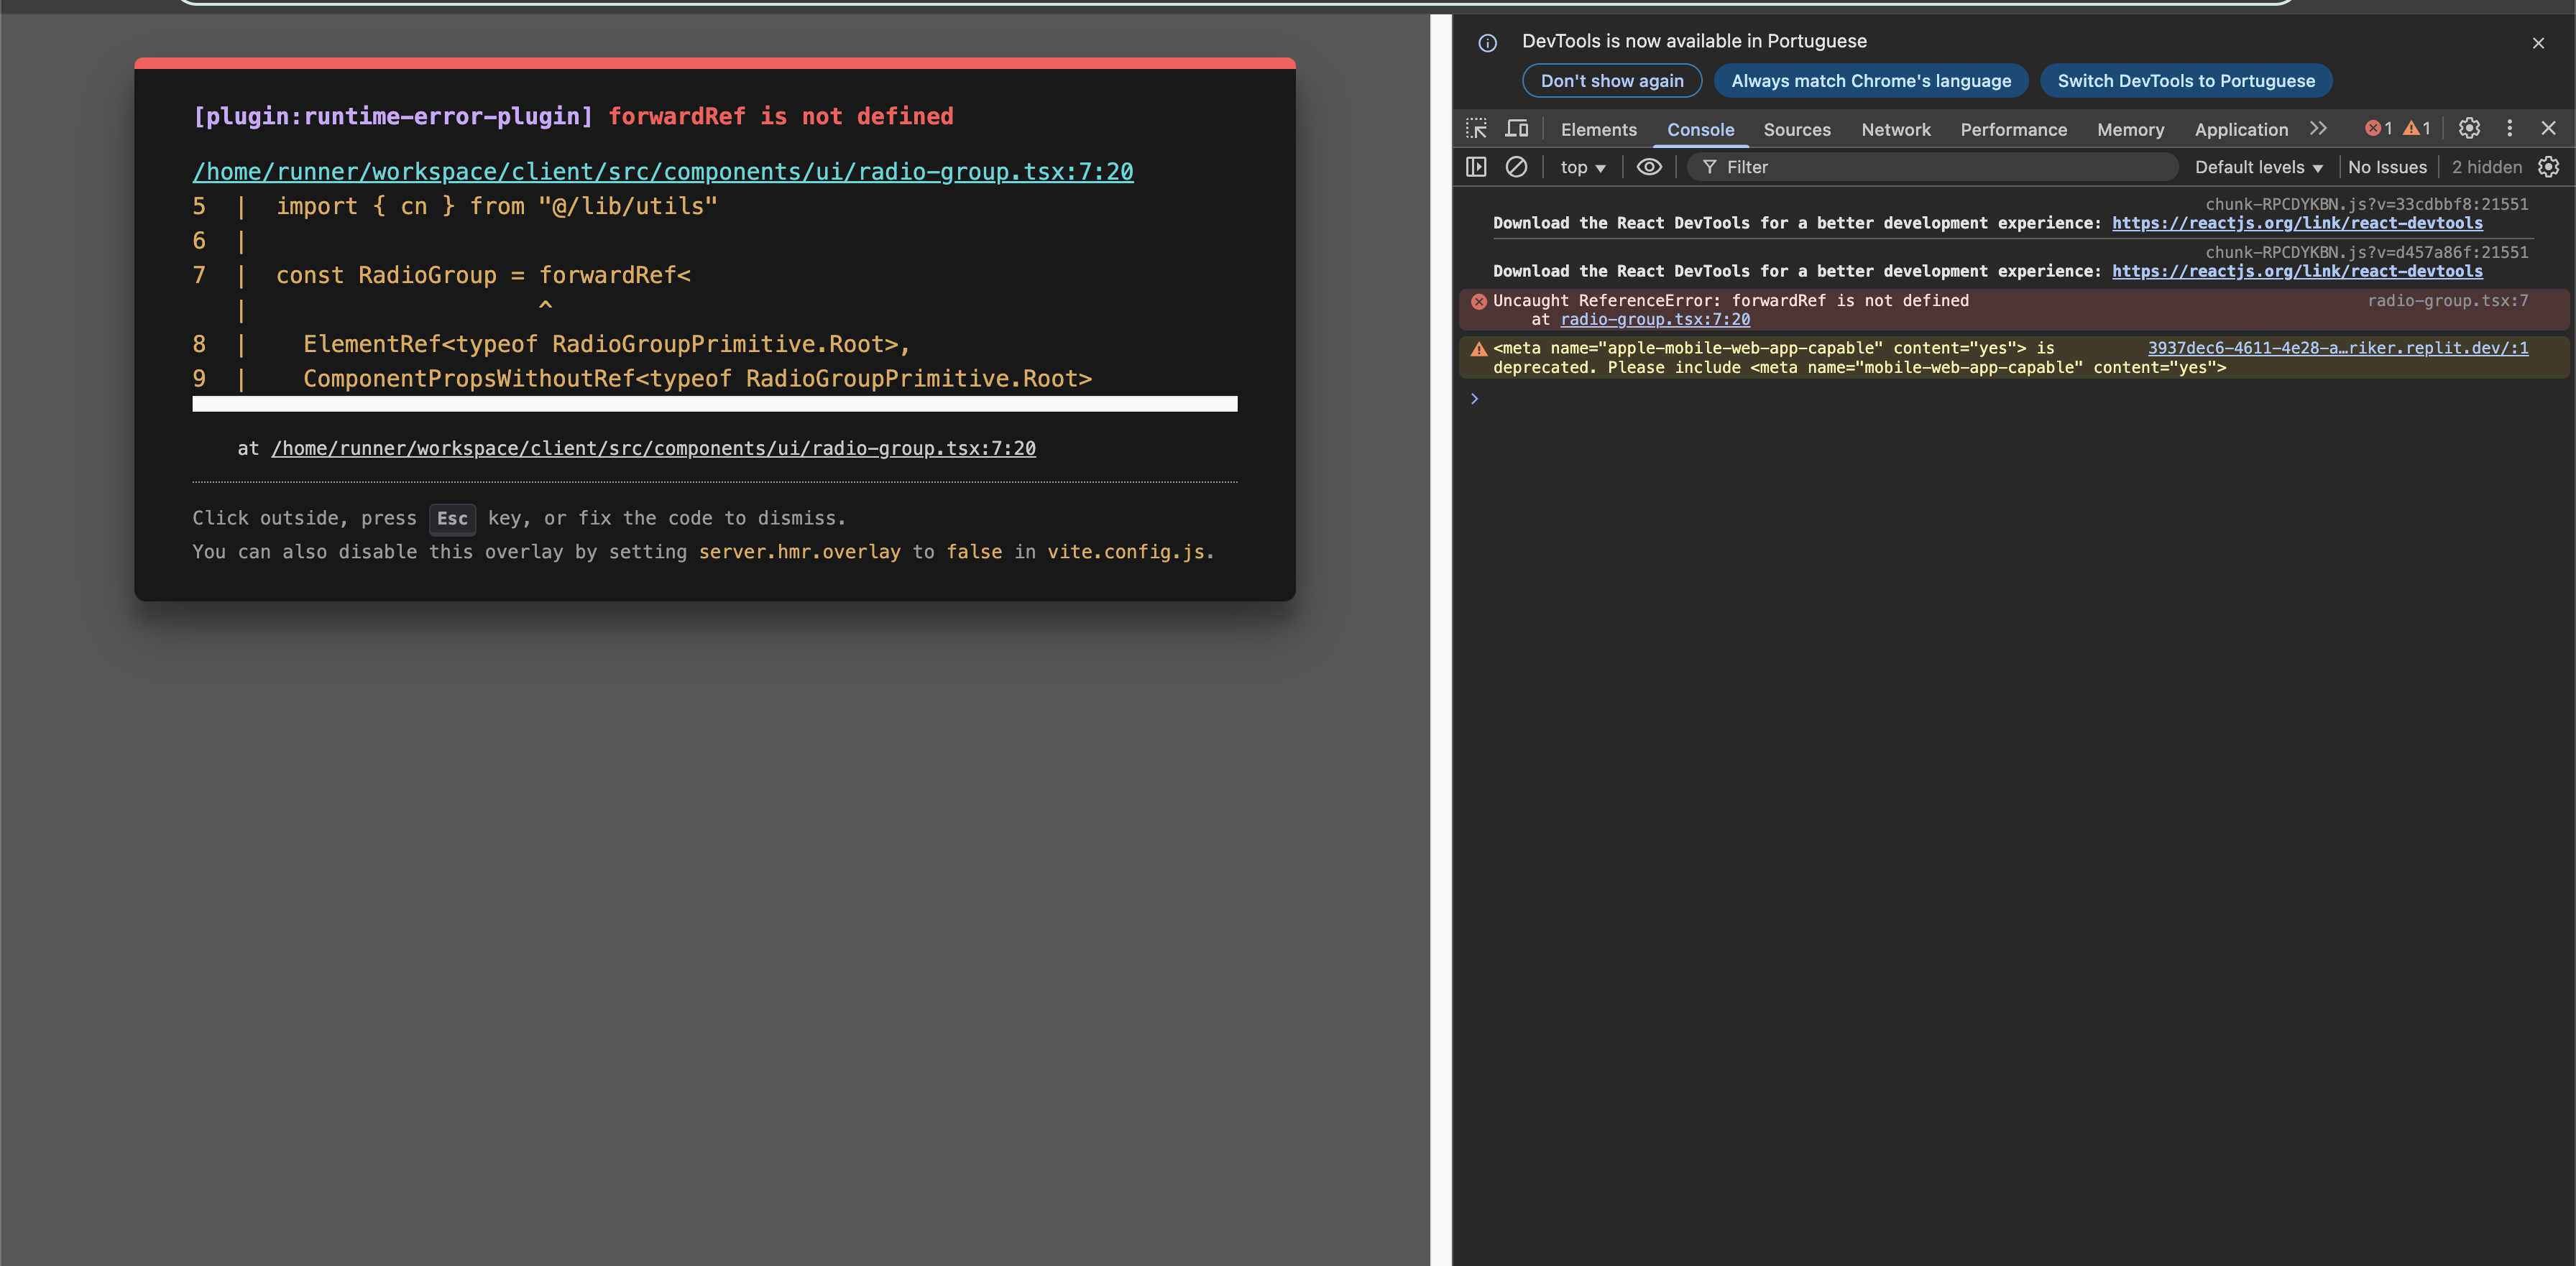 [plugin:runtime-error-plugin] forwardRef is not defined
/home/runner/workspace/client/src/components/ui/radio-group.tsx:7:20
5 | import { cn } from "@/lib/utils"
6 |
7 | const RadioGroup = forwardRef<
| ^
8 | ElementRef<typeof RadioGroupPrimitive.Root>,
9 | ComponentPropsWithoutRef<typeof RadioGroupPrimitive.Root>
at /home/runner/workspace/client/src/components/ui/radio-group.tsx:7:20
Click outside, press Esc key, or fix the code to dismiss.
You can also disable this overlay by setting server.hmr.overlay to false in vite.config.js.
DevTools is now available in Portuguese
Don't show again Always match Chrome's language Switch DevTools to Portuguese
Elements Console Sources Network Performance Memory Application 1 1
top Filter Default levels No Issues 2 hidden
chunk-RPCDYKBN.js?v=33cdbbf8:21551
Download the React DevTools for a better development experience: https://reactjs.org/link/react-devtools
chunk-RPCDYKBN.js?v=d457a86f:21551
Download the React DevTools for a better development experience: https://reactjs.org/link/react-devtools
Uncaught ReferenceError: forwardRef is not defined radio-group.tsx:7
at radio-group.tsx:7:20
<meta name="apple-mobile-web-app-capable" content="yes"> is 3937dec6-4611-4e28-a…riker.replit.dev/:1
deprecated. Please include <meta name="mobile-web-app-capable" content="yes">